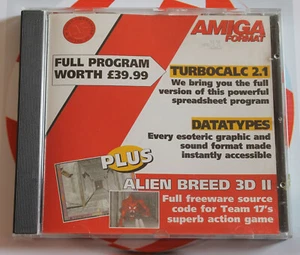 AMIGA
FORMAT
FULL PROGRAM
WORTH £39.99
TURBOCALC 2.1
We bring you the full
version of this powerful
spreadsheet program
DATATYPES
Every esoteric graphic and
sound format made
instantly accessible
PLUS
ALIEN BREED 3D II
Full freeware source
code for Team 17's
superb action game